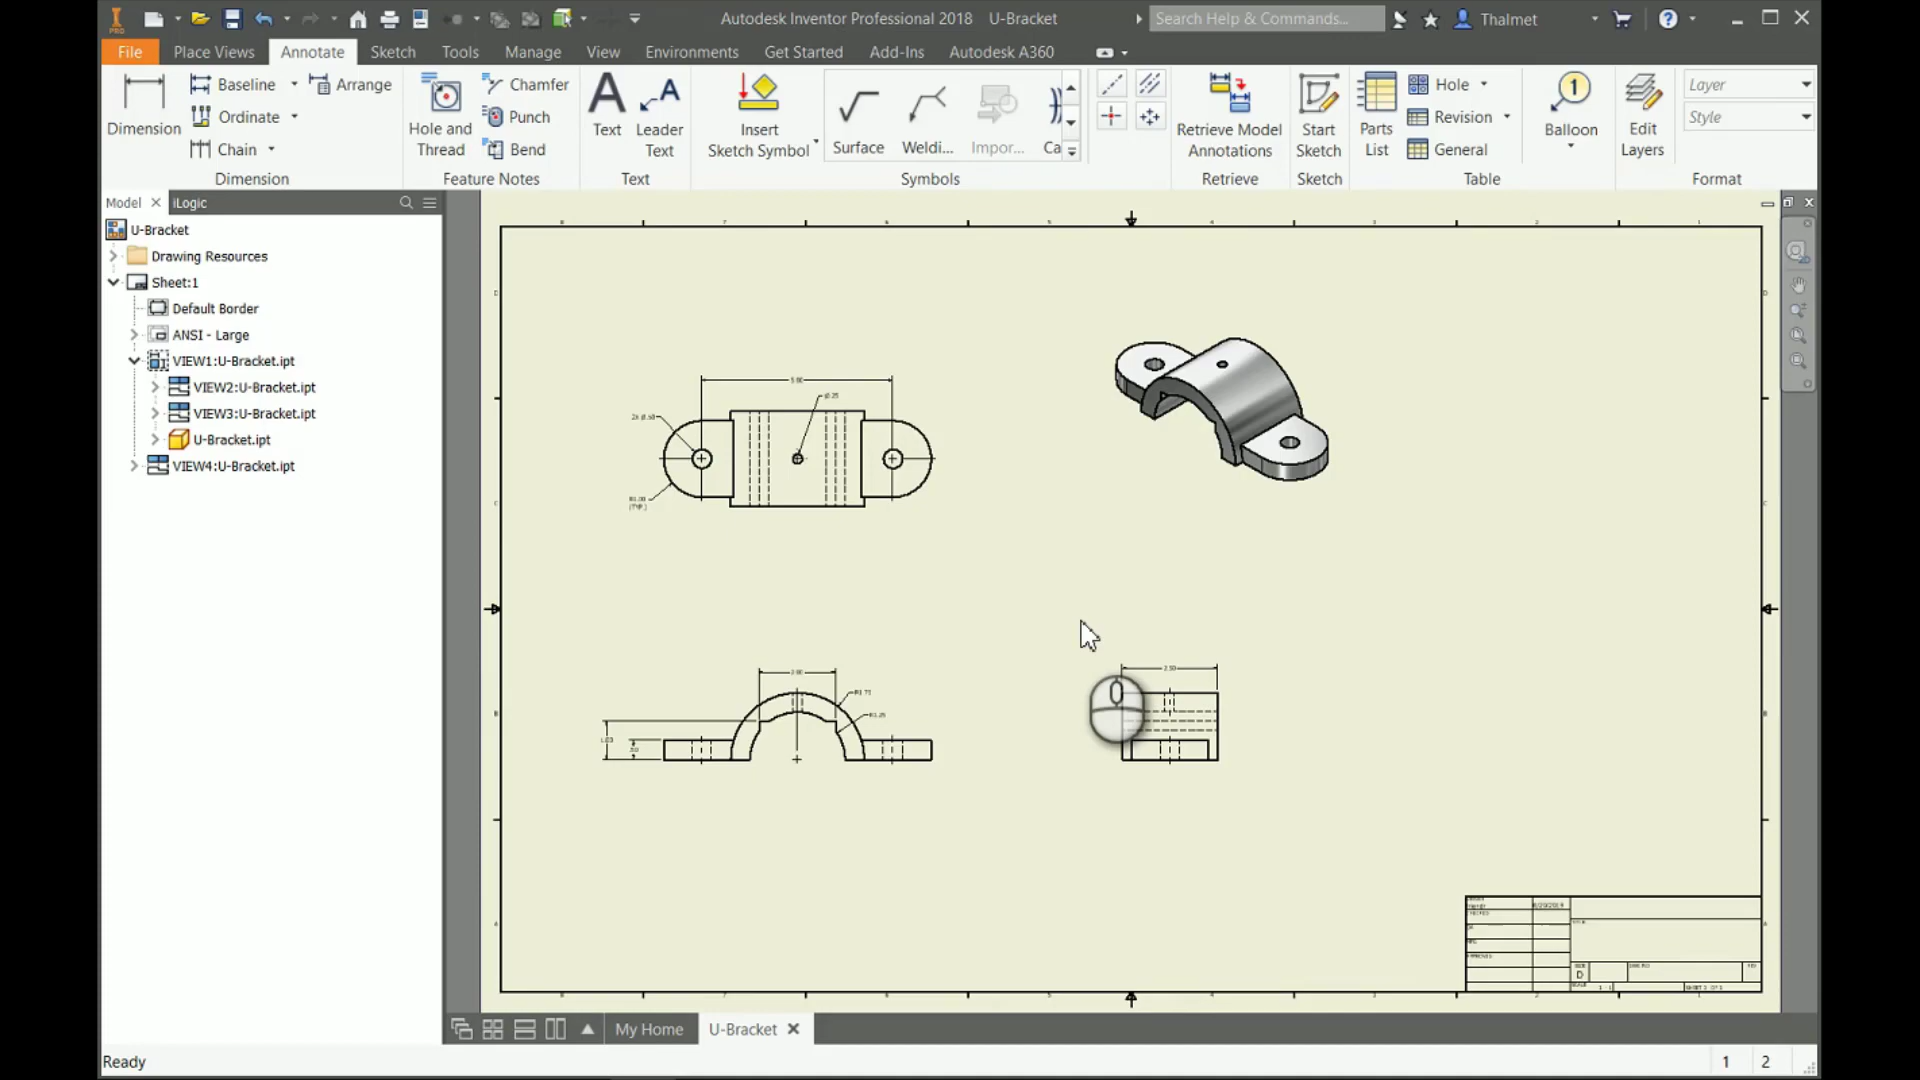 Autodesk Inventor Professional 2018 U-Bracket
Search Help & Commands...
Thalmet
PRO
File
Place Views
Annotate
Sketch
Tools
Manage
View
Environments
Get Started
Add-Ins
Autodesk A360
Dimension
Baseline
Ordinate
Chain
Arrange
Dimension
Hole and
Thread
Chamfer
Punch
Bend
Feature Notes
Text
Leader
Text
Text
Insert
Sketch Symbol
Surface
Weldi...
Impor...
Ca
Symbols
Retrieve Model
Annotations
Retrieve
Start
Sketch
Sketch
Parts
List
Hole
Revision
General
Table
1
Balloon
Edit
Layers
Layer
Style
Format
Model
iLogic
U-Bracket
Drawing Resources
Sheet:1
Default Border
ANSI - Large
VIEW1:U-Bracket.ipt
VIEW2:U-Bracket.ipt
VIEW3:U-Bracket.ipt
U-Bracket.ipt
VIEW4:U-Bracket.ipt
D
My Home
U-Bracket
Ready
1
2